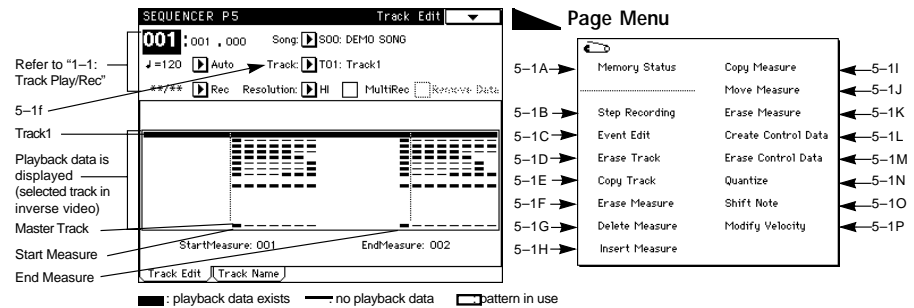 SEQUENCER P5 Track Edit
001 : 001 . 000 Song: S00: DEMO SONG
♩=120 Auto Track: T01: Track1
**/** Rec Resolution: HI MultiRec Remove Data
StartMeasure: 001 EndMeasure: 002
Track Edit Track Name
Refer to “1–1:
Track Play/Rec”
5–1f
Track1
Playback data is
displayed
(selected track in
inverse video)
Master Track
Start Measure
End Measure
: playback data exists : no playback data : pattern in use
Page Menu
5–1A Memory Status
5–1B Step Recording
5–1C Event Edit
5–1D Erase Track
5–1E Copy Track
5–1F Erase Measure
5–1G Delete Measure
5–1H Insert Measure
Copy Measure 5–1I
Move Measure 5–1J
Erase Measure 5–1K
Create Control Data 5–1L
Erase Control Data 5–1M
Quantize 5–1N
Shift Note 5–1O
Modify Velocity 5–1P